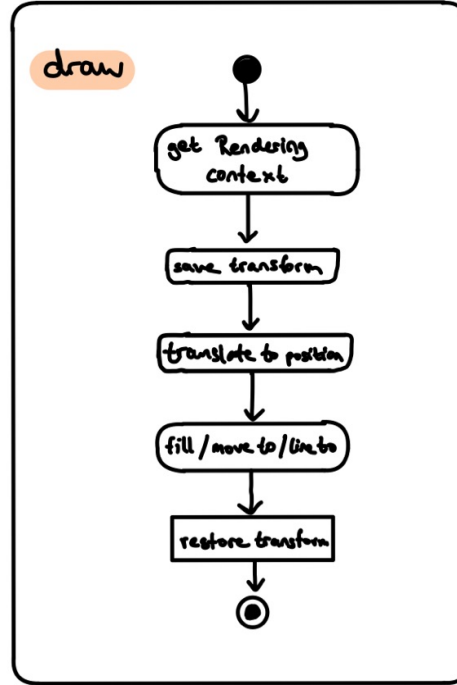 draw
get Rendering
context
save transform
translate to position
fill/move to/line to
restore transform